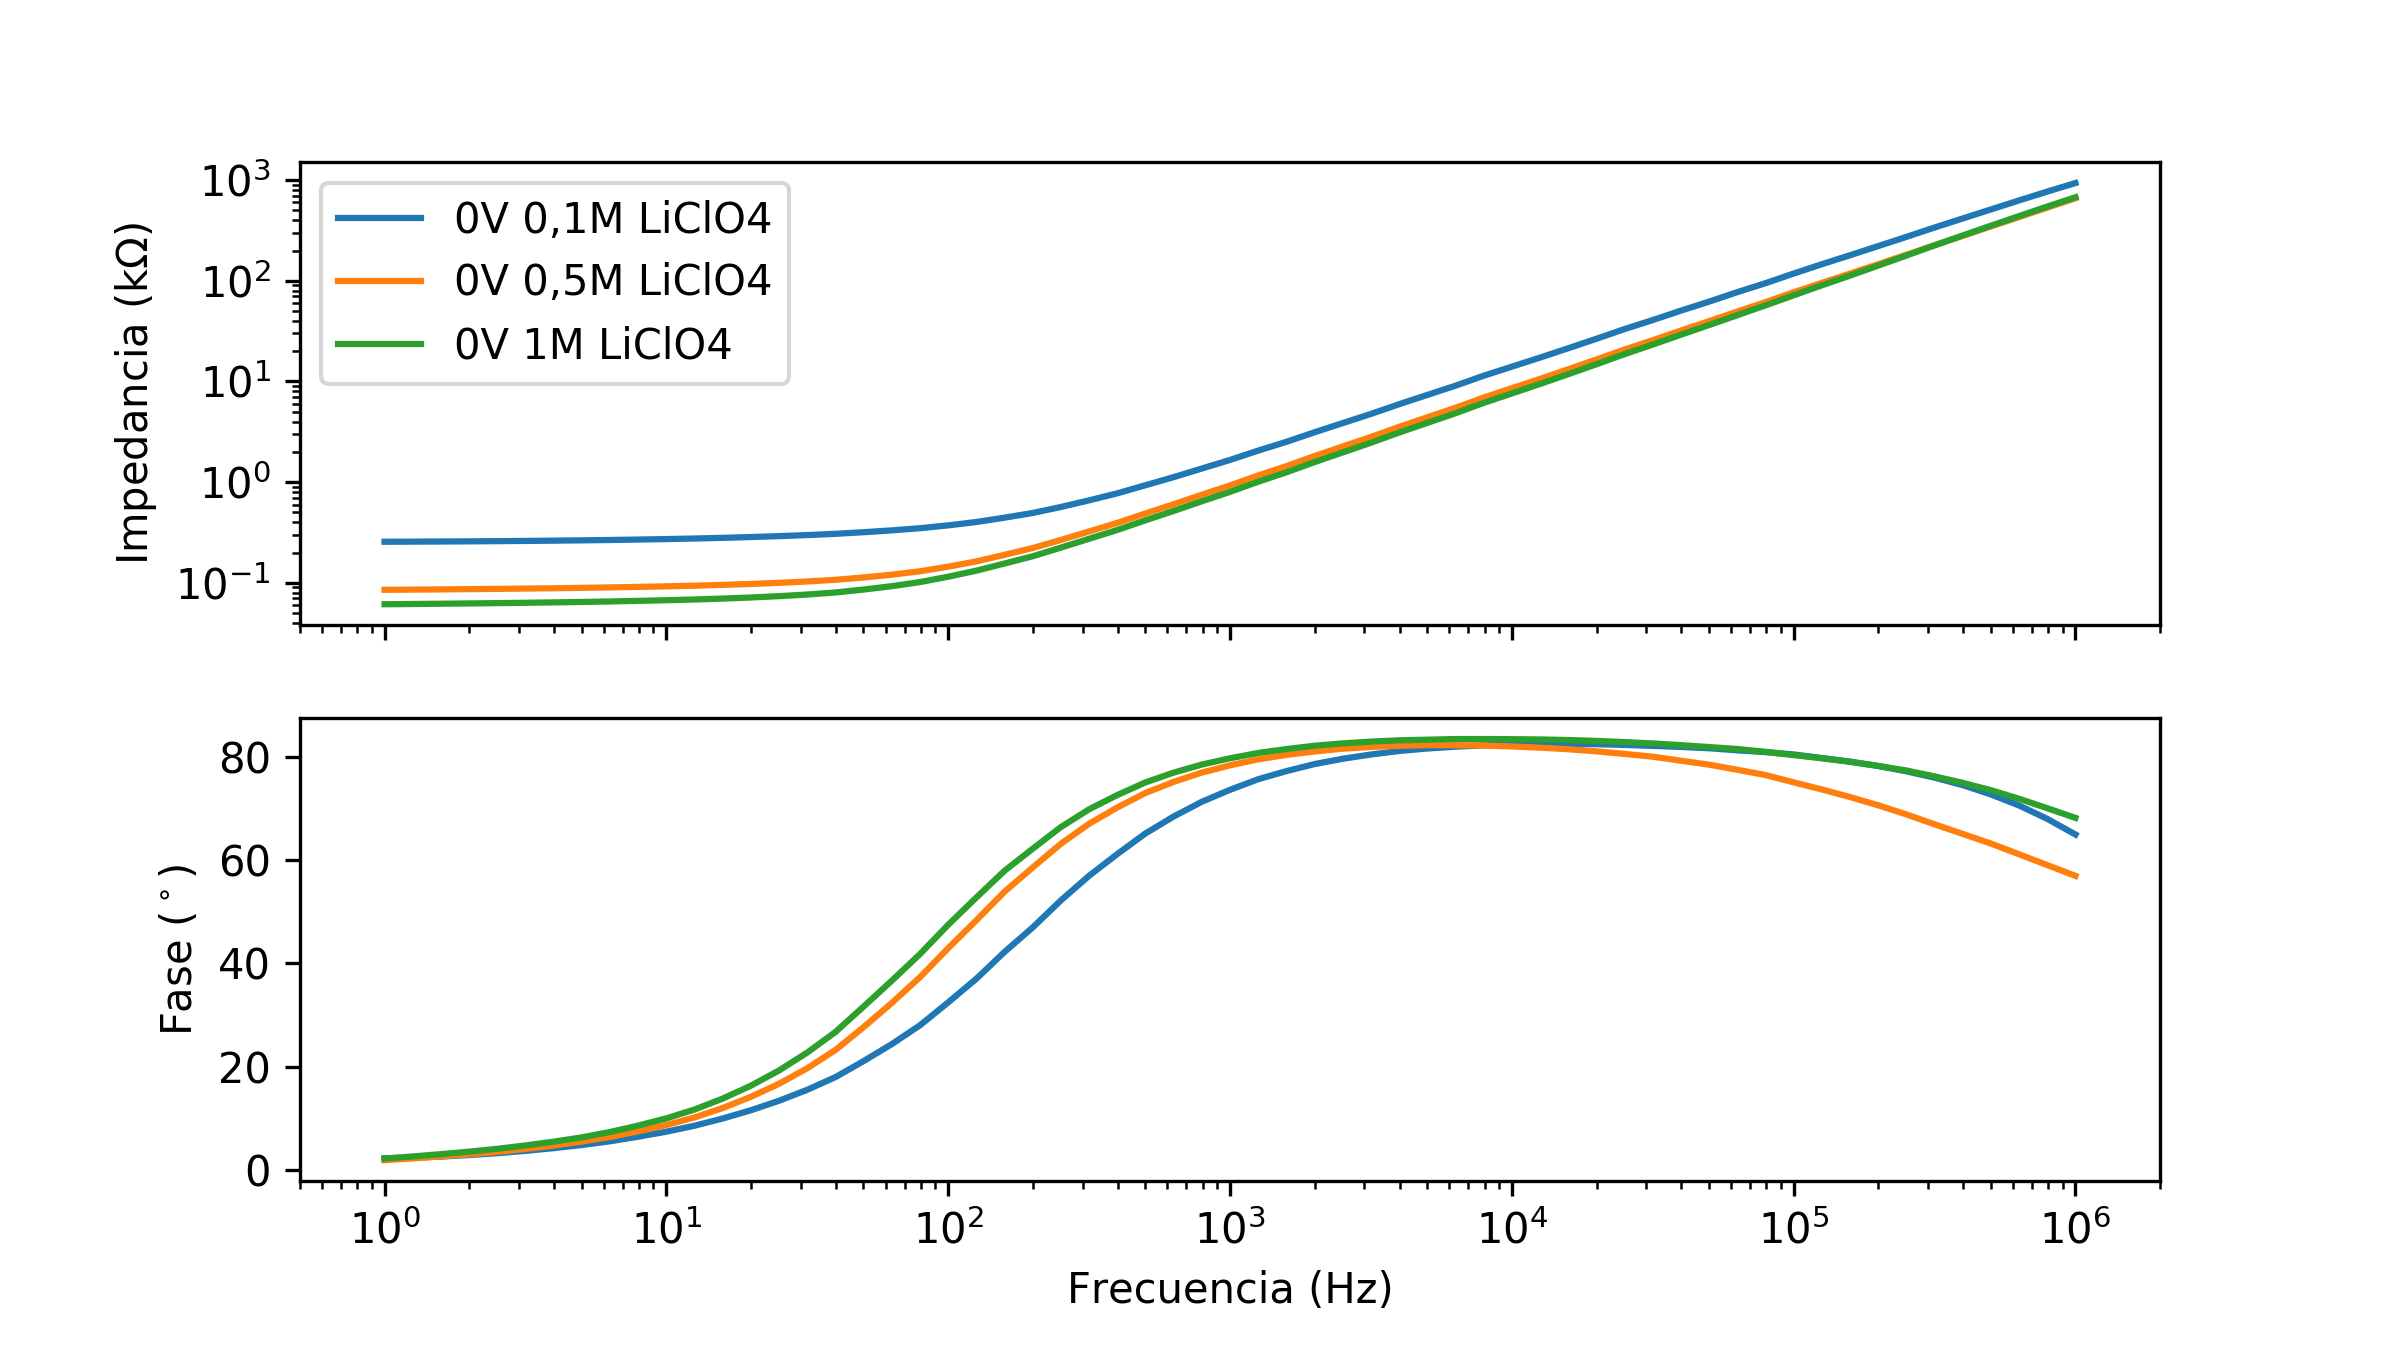 Impedancia (kΩ)
10³
10²
10¹
10⁰
10⁻¹
0V 0,1M LiClO4
0V 0,5M LiClO4
0V 1M LiClO4
Fase (°)
80
60
40
20
0
10⁰ 10¹ 10² 10³ 10⁴ 10⁵ 10⁶
Frecuencia (Hz)